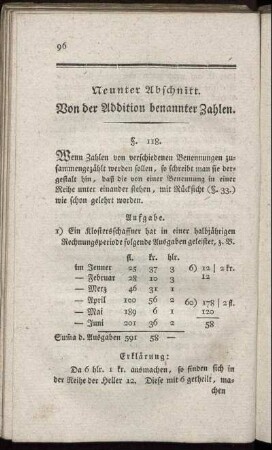 96
Neunter Abschnitt.
Von der Addition benannter Zahlen.
§. 118.
Wenn Zahlen von verschiedenen Benennungen zu-
sammengezählt werden sollen, so schreibt man sie der-
gestalt hin, daß die von einer Benennung in einer
Reihe unter einander stehen, mit Rücksicht (§. 33.)
wie schon gelehrt worden.
Aufgabe.
1) Ein Klosterschaffner hat in einer halbjährigen
Rechnungsperiode folgende Ausgaben geleistet, z. B.
fl. kr. hlr.
im Jenner 25 37 3 6) 12 | 2 kr.
— Februar 28 10 3 12
— Merz 46 31 1
— April 100 56 2 60) 178 | 2 fl.
— Mai 189 6 1 120
— Juni 201 36 2 58
Suma d. Ausgaben 591 58 —
Erklärung:
Da 6 hlr. 1 kr. ausmachen, so finden sich in
der Reihe der Heller 12. Diese mit 6 getheilt, ma-
chen